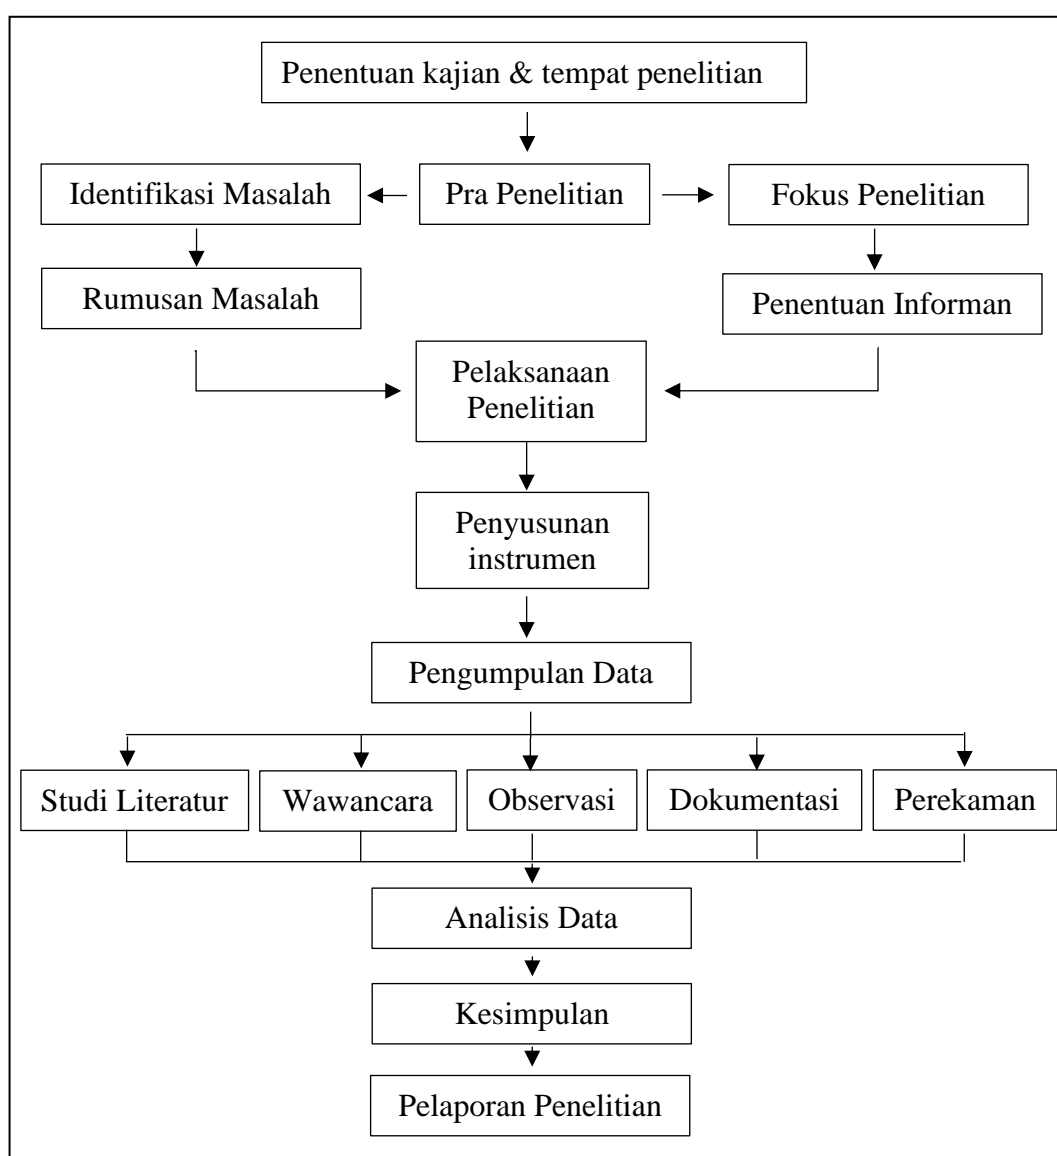 Penentuan kajian & tempat penelitian
Identifikasi Masalah
Pra Penelitian
Fokus Penelitian
Rumusan Masalah
Penentuan Informan
Pelaksanaan
Penelitian
Penyusunan
instrumen
Pengumpulan Data
Studi Literatur
Wawancara
Observasi
Dokumentasi
Perekaman
Analisis Data
Kesimpulan
Pelaporan Penelitian